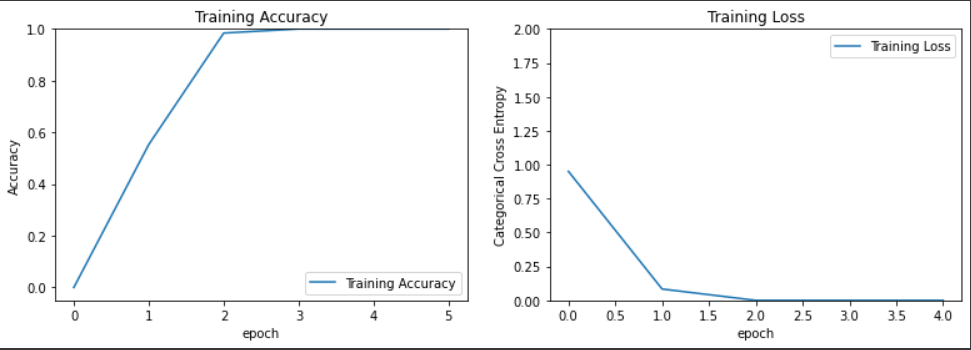 Training Accuracy
1.0
0.8
0.6
0.4
0.2
0.0
Accuracy
Training Accuracy
0 1 2 3 4 5
epoch
Training Loss
2.00
1.75
1.50
1.25
1.00
0.75
0.50
0.25
0.00
Categorical Cross Entropy
Training Loss
0.0 0.5 1.0 1.5 2.0 2.5 3.0 3.5 4.0
epoch